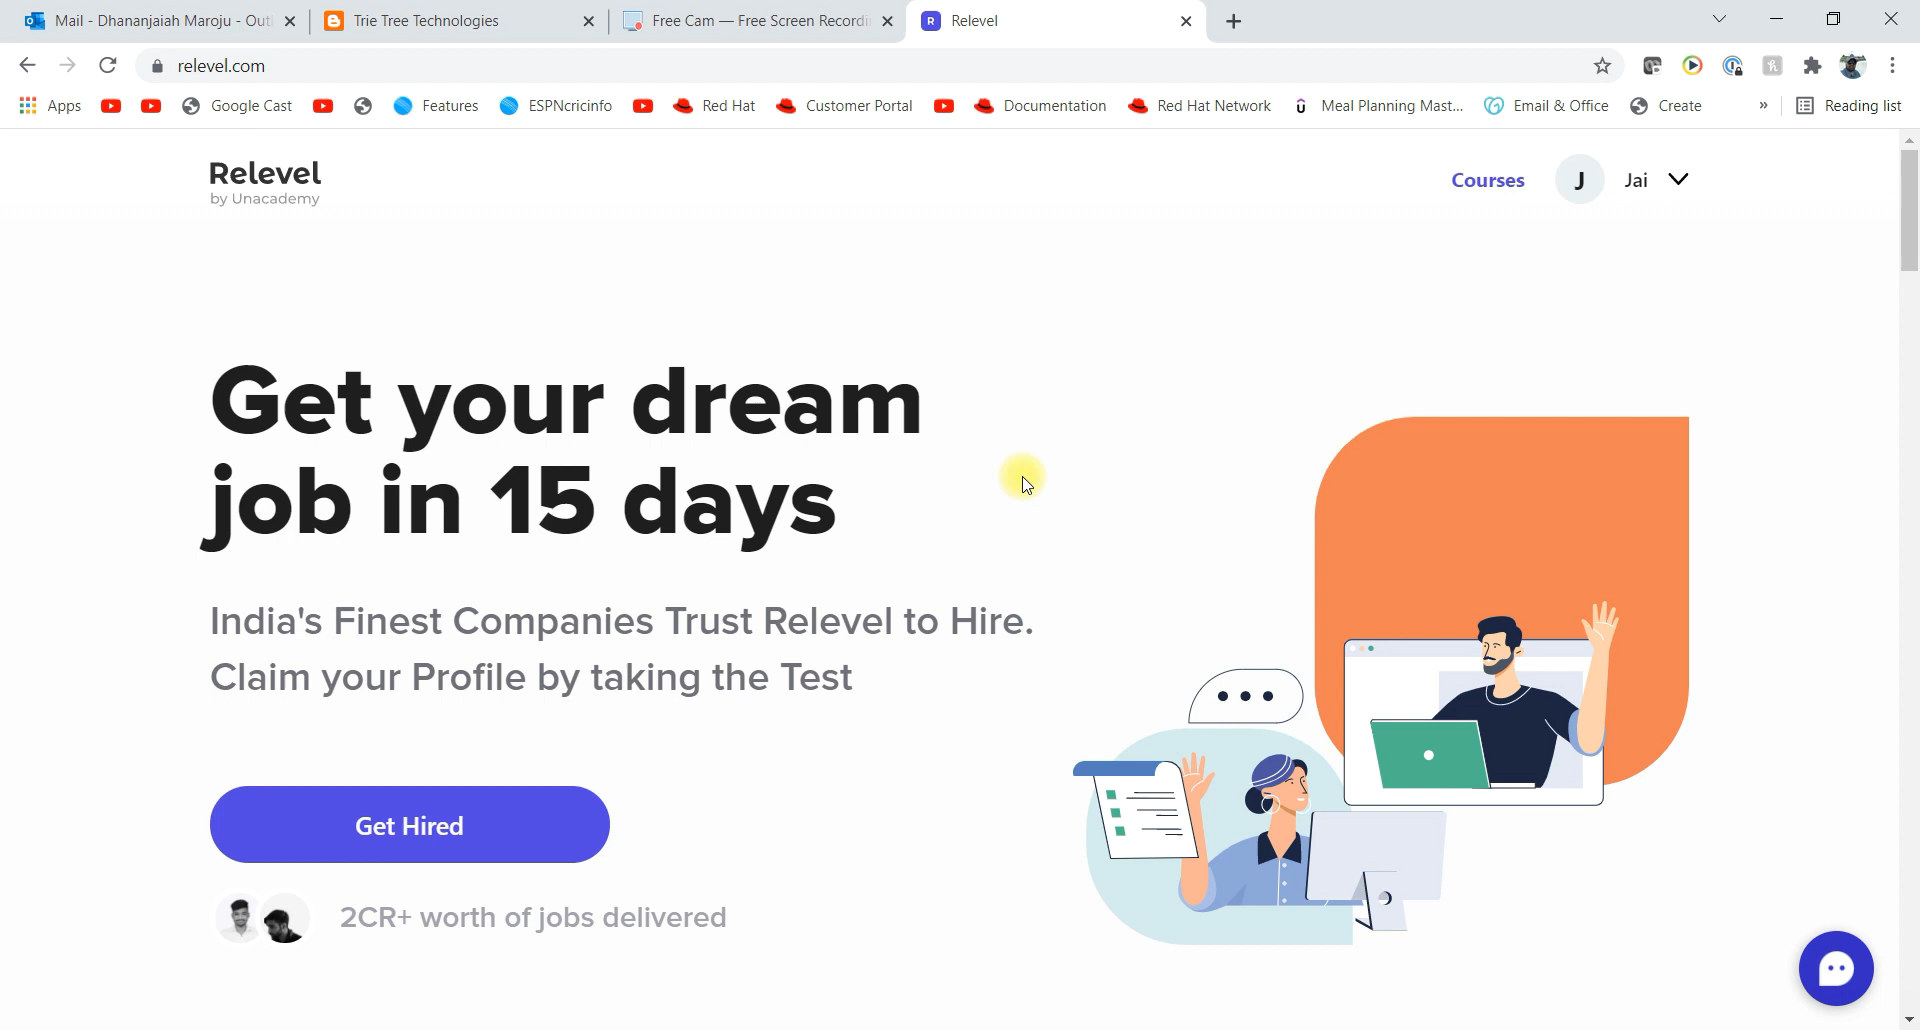 Mail - Dhananjaiah Maroju - Out
Trie Tree Technologies
Free Cam — Free Screen Recordi
R
Relevel
relevel.com
Apps
Google Cast
Features
ESPNcricinfo
Red Hat
Customer Portal
Documentation
Red Hat Network
Meal Planning Mast...
Email & Office
Create
»
Reading list
Relevel
by Unacademy
Courses
J
Jai
Get your dream
job in 15 days
India's Finest Companies Trust Relevel to Hire.
Claim your Profile by taking the Test
Get Hired
2CR+ worth of jobs delivered